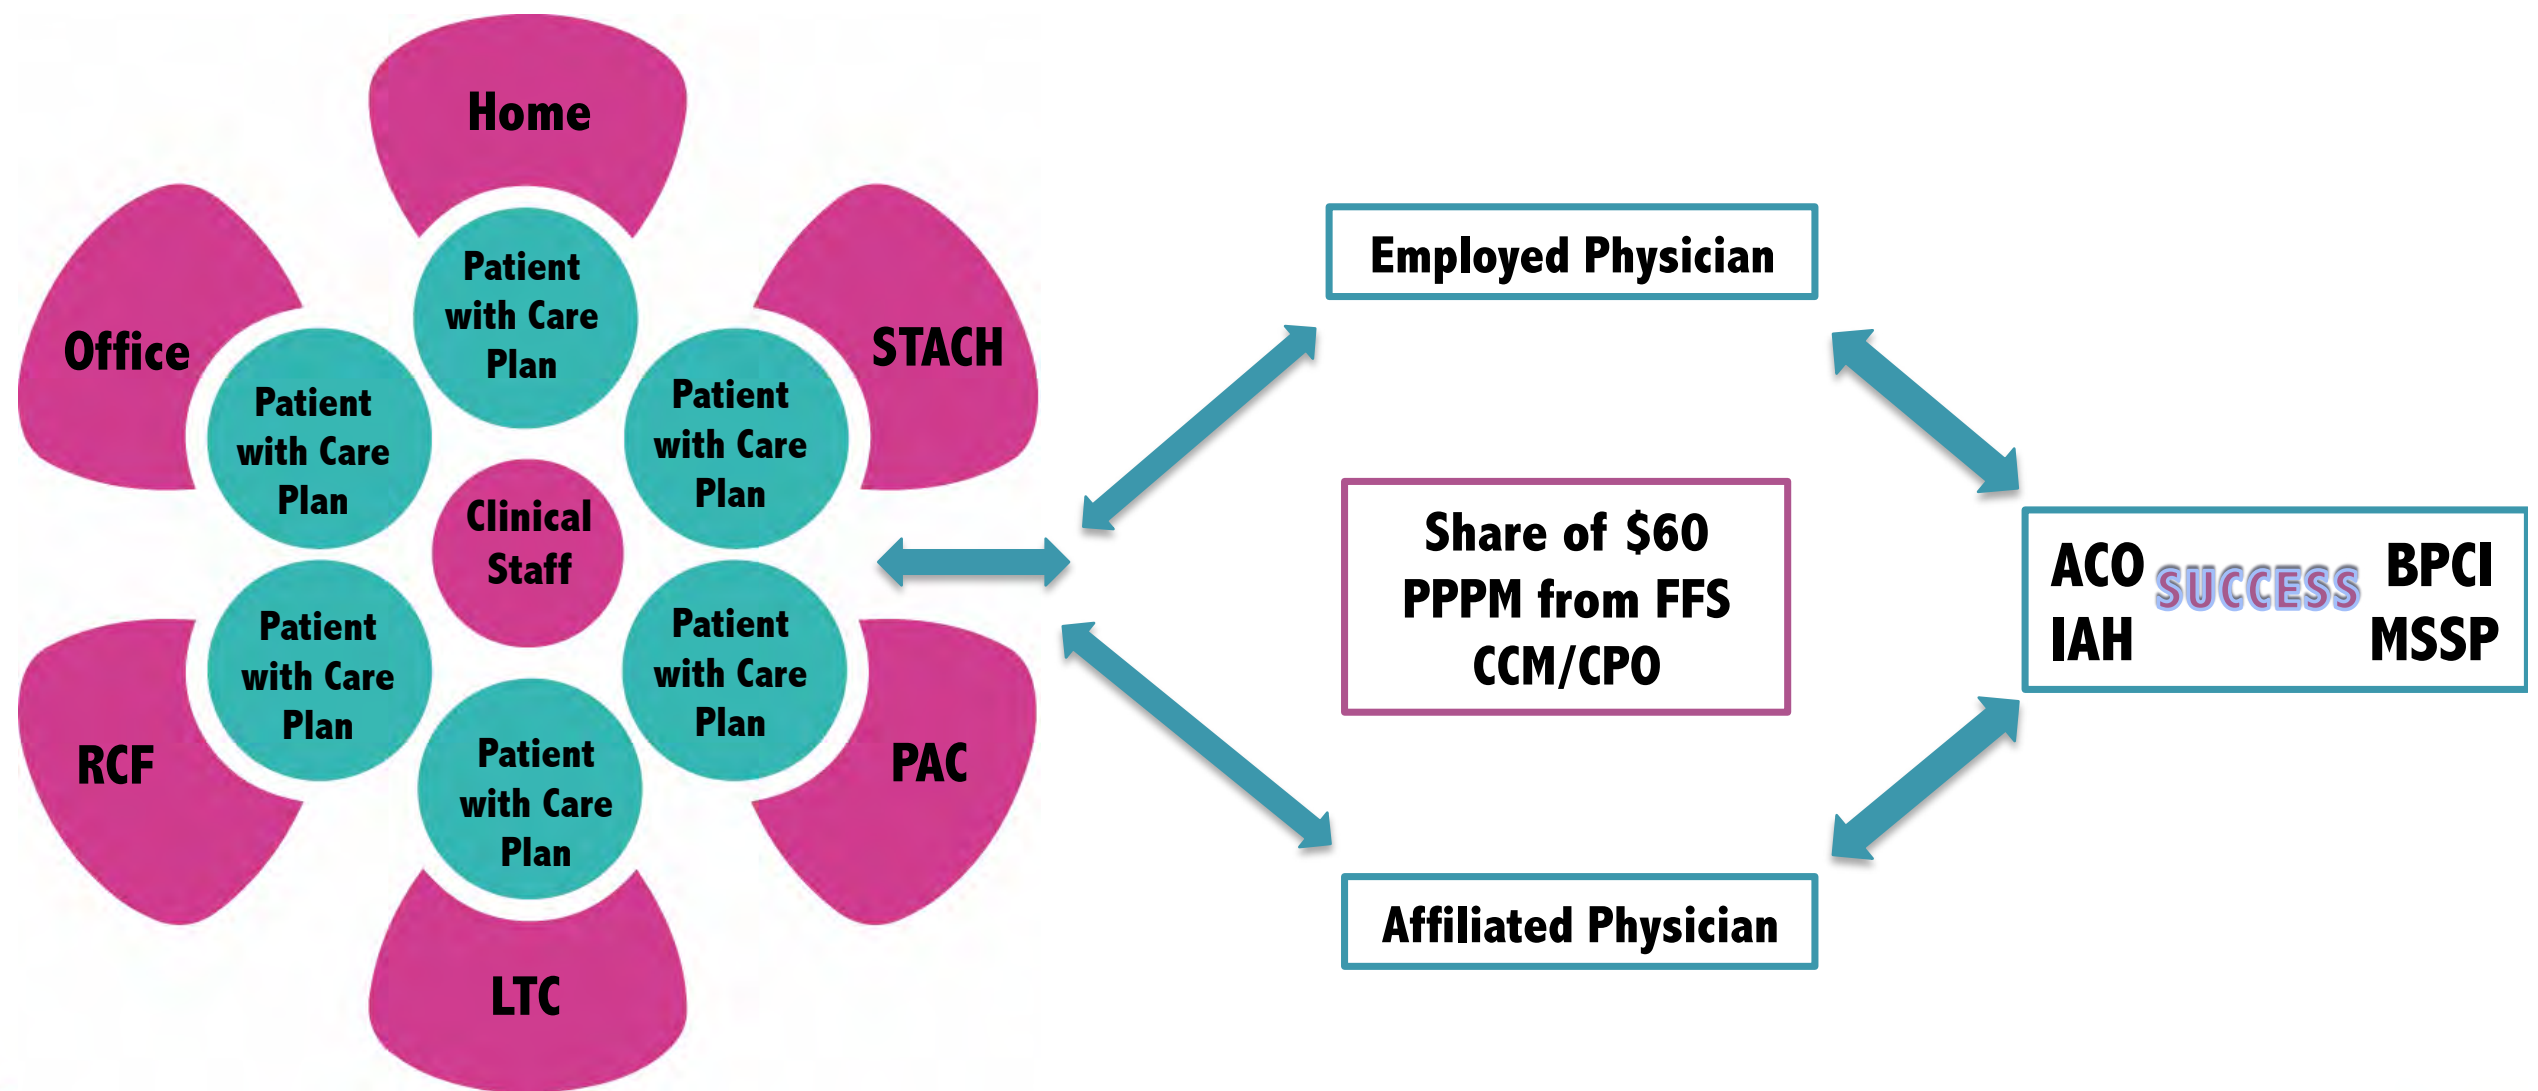 Home
Office
STACH
Patient
with Care
Plan
Patient
with Care
Plan
Patient
with Care
Plan
Clinical
Staff
Patient
with Care
Plan
Patient
with Care
Plan
Patient
with Care
Plan
RCF
PAC
LTC
Employed Physician
Share of $60
PPPM from FFS
CCM/CPO
Affiliated Physician
ACO SUCCESS BPCI
IAH MSSP